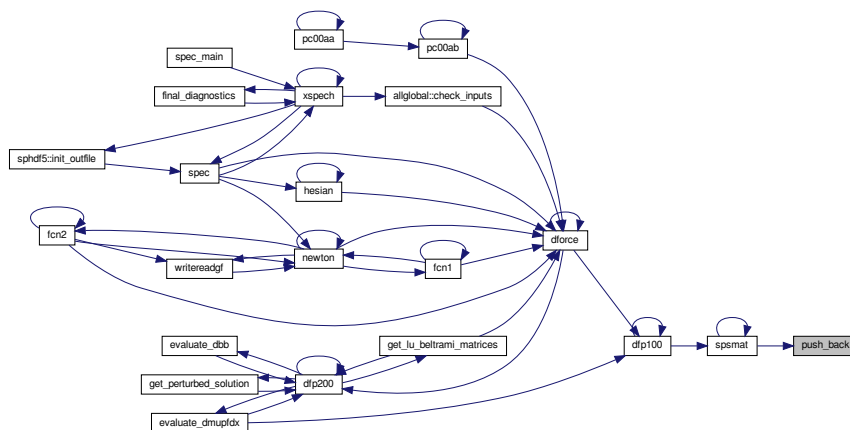 pc00aa
pc00ab
spec_main
final_diagnostics
xspech
allglobal::check_inputs
sphdf5::init_outfile
spec
hesian
fcn2
dforce
writereadgf
newton
fcn1
evaluate_dbb
get_lu_beltrami_matrices
dfp100
spsmat
push_back
get_perturbed_solution
dfp200
evaluate_dmupfdx